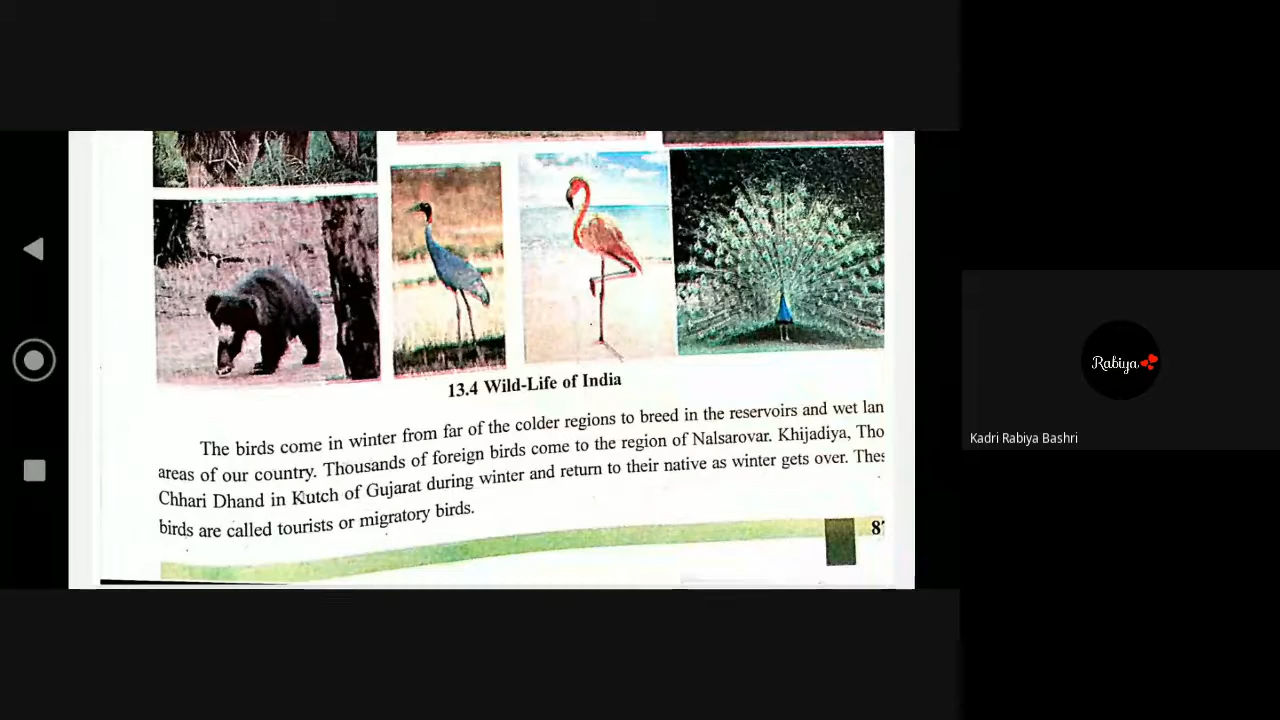 13.4 Wild-Life of India
The birds come in winter from far of the colder regions to breed in the reservoirs and wet lan
areas of our country. Thousands of foreign birds come to the region of Nalsarovar. Khijadiya, Tho
Chhari Dhand in Kutch of Gujarat during winter and return to their native as winter gets over. Thes
birds are called tourists or migratory birds.
8
Rabiya
Kadri Rabiya Bashri